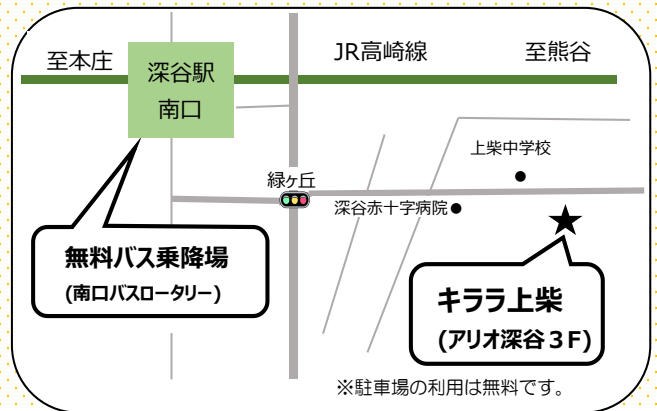 至本庄
深谷駅
南口
JR高崎線
至熊谷
上柴中学校
緑ヶ丘
深谷赤十字病院
無料バス乗降場
(南口バスロータリー)
キララ上柴
(アリオ深谷３F)
※駐車場の利用は無料です。